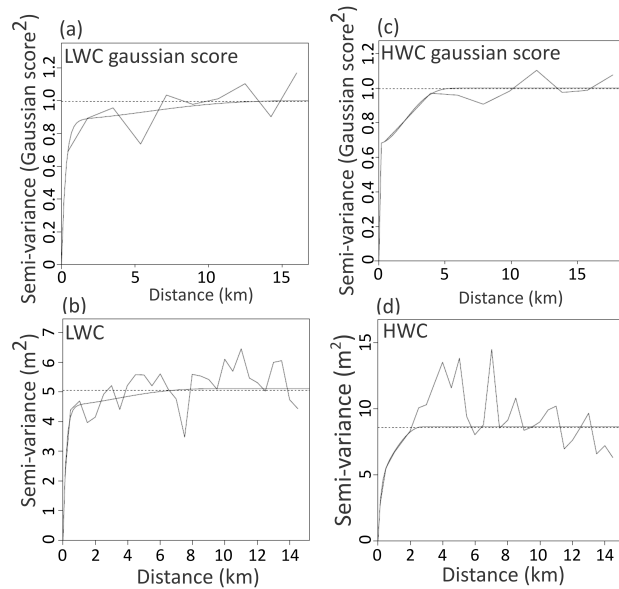 (a)
LWC gaussian score
Semi-variance (Gaussian score²)
0.0 0.2 0.4 0.6 0.8 1.0 1.2
0 5 10 15
Distance (km)
(c)
HWC gaussian score
Semi-variance (Gaussian score²)
0.0 0.2 0.4 0.6 0.8 1.0 1.2
0 5 10 15
Distance (km)
(b)
LWC
Semi-variance (m²)
0 1 2 3 4 5 6 7
0 2 4 6 8 10 12 14
Distance (km)
(d)
HWC
Semi-variance (m²)
0 5 10 15
0 2 4 6 8 10 12 14
Distance (km)